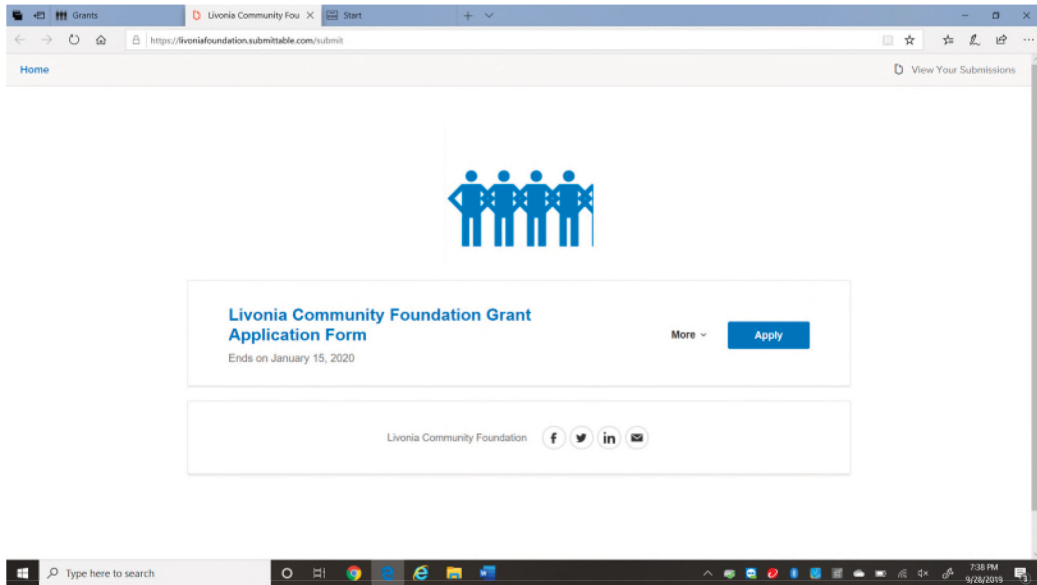 Grants
Livonia Community Fou
Start
https://livoniafoundation.submittable.com/submit
Home
View Your Submissions
Livonia Community Foundation Grant
Application Form
Ends on January 15, 2020
More
Apply
Livonia Community Foundation
Type here to search
7:38 PM
9/28/2019